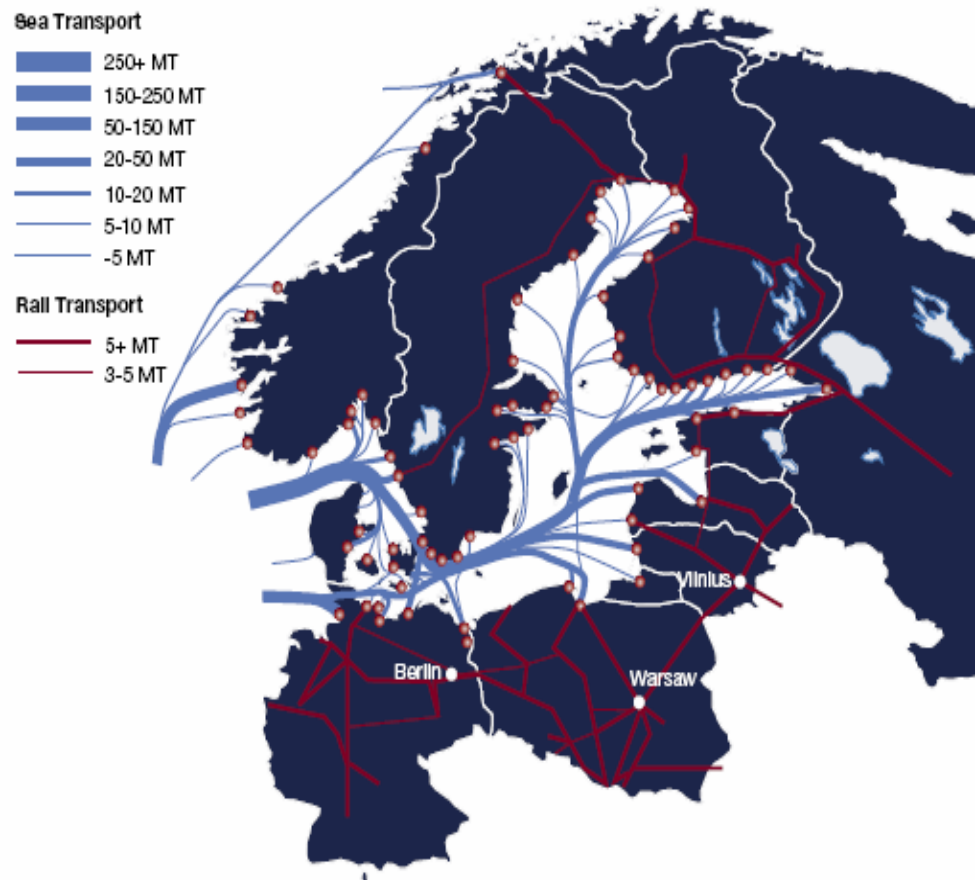 Sea Transport
250+ MT
150-250 MT
50-150 MT
20-50 MT
10-20 MT
5-10 MT
-5 MT
Rail Transport
5+ MT
3-5 MT
Vilnius
Berlin
Warsaw